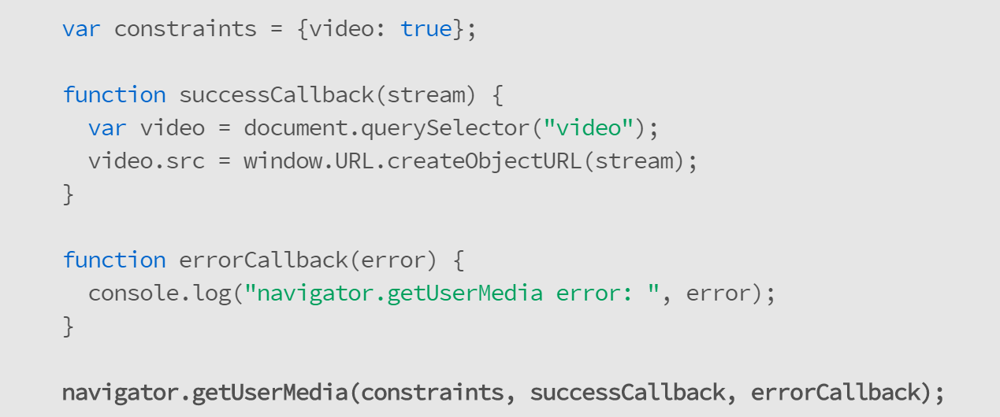 var constraints = {video: true};
function successCallback(stream) {
  var video = document.querySelector("video");
  video.src = window.URL.createObjectURL(stream);
}
function errorCallback(error) {
  console.log("navigator.getUserMedia error: ", error);
}
navigator.getUserMedia(constraints, successCallback, errorCallback);